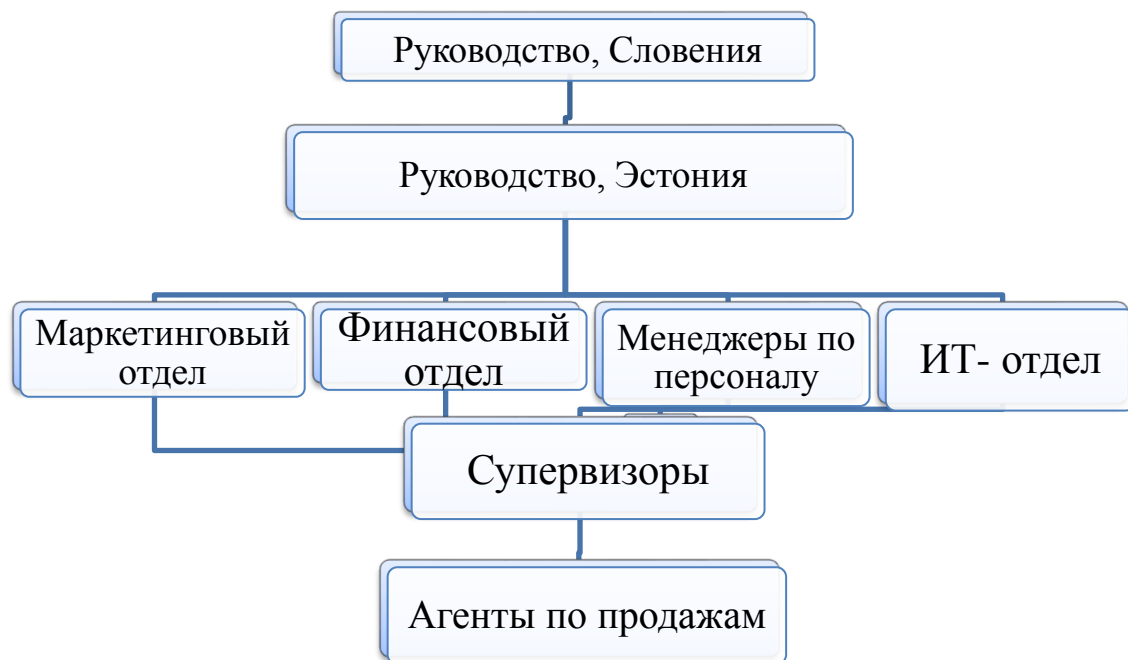 Руководство, Словения
Руководство, Эстония
Маркетинговый
отдел
Финансовый
отдел
Менеджеры по
персоналу
ИТ- отдел
Супервизоры
Агенты по продажам